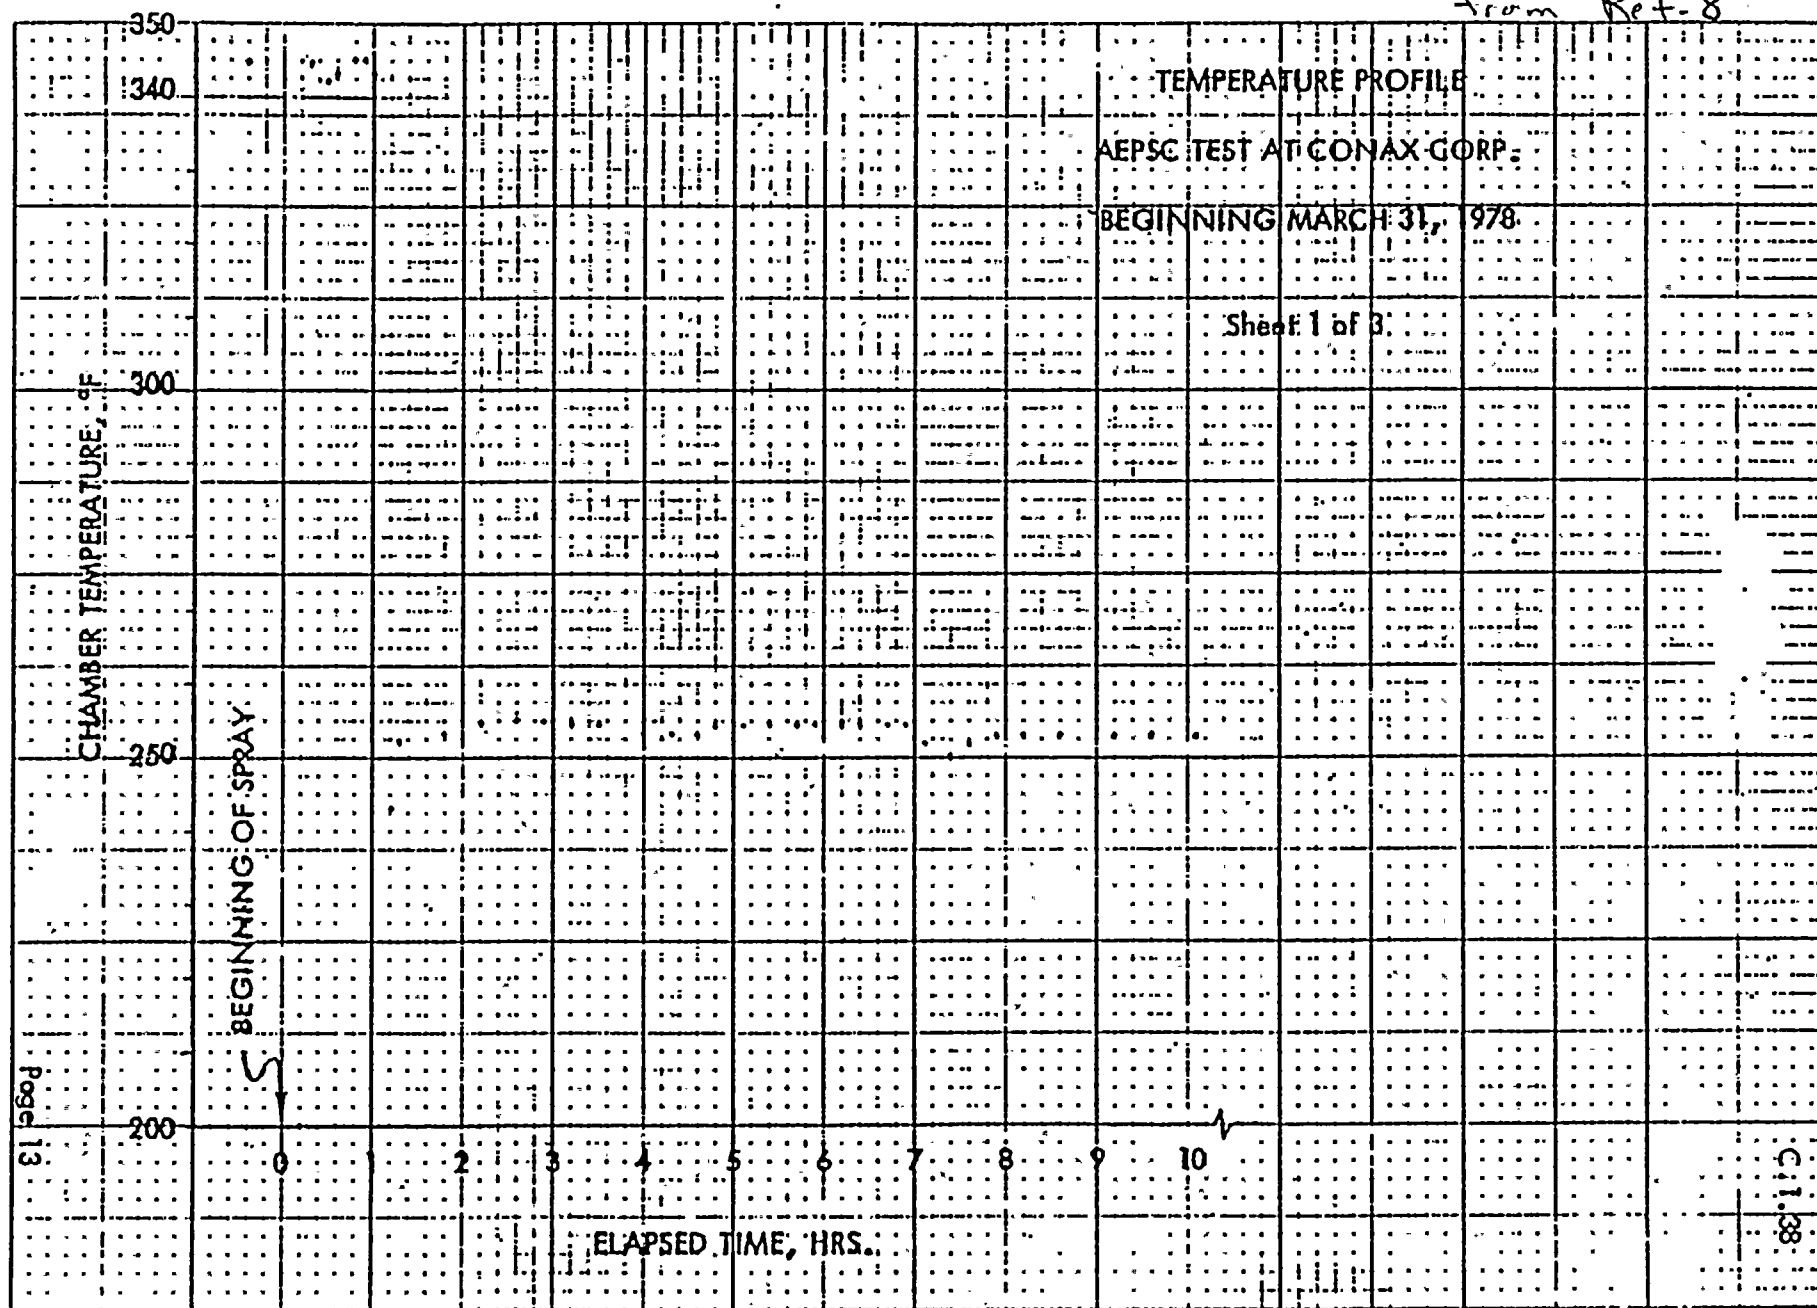 from Ref-8
TEMPERATURE PROFILE
AEPSC TEST AT CONAX CORP.
BEGINNING MARCH 31, 1978
Sheet 1 of 3
CHAMBER TEMPERATURE, °F
350
340
300
250
200
BEGINNING OF SPRAY
0 1 2 3 4 5 6 7 8 9 10
ELAPSED TIME, HRS.
Page 13
C.1.38